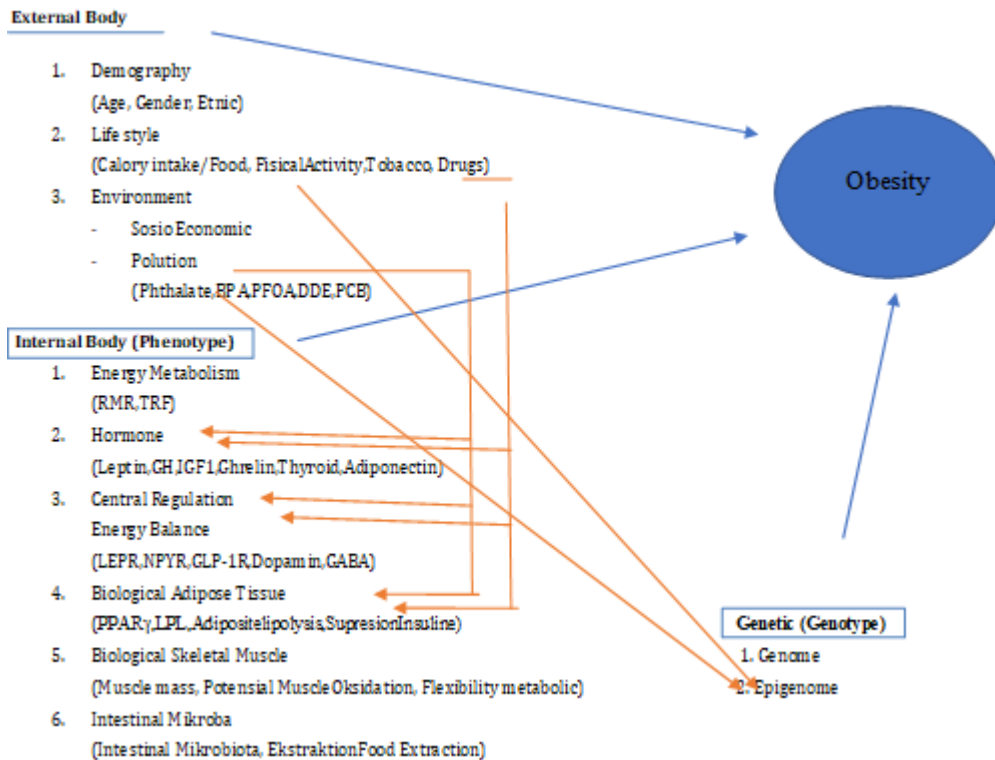 External Body
1. Demography
(Age, Gender, Etnic)
2. Life style
(Calory intake/Food, FisicalActivity,Tobacco, Drugs)
3. Environment
- Sosio Economic
- Polution
(Phthalate,BPA,PFOA,DDE,PCB)
Obesity
Internal Body (Phenotype)
1. Energy Metabolism
(RMR,TRF)
2. Hormone
(Leptin,GH,IGF1,Ghrelin,Thyroid,Adiponectin)
3. Central Regulation
Energy Balance
(LEPR,NPYR,GLP-1R,Dopamin,GABA)
4. Biological Adipose Tissue
(PPARγ,LPL,Adipositelipolysis,SupresionInsuline)
5. Biological Skeletal Muscle
(Muscle mass, Potensial Muscle Oksidation, Flexibility metabolic)
6. Intestinal Mikroba
(Intestinal Mikrobiota, EkstraktionFood Extraction)
Genetic (Genotype)
1. Genome
2. Epigenome